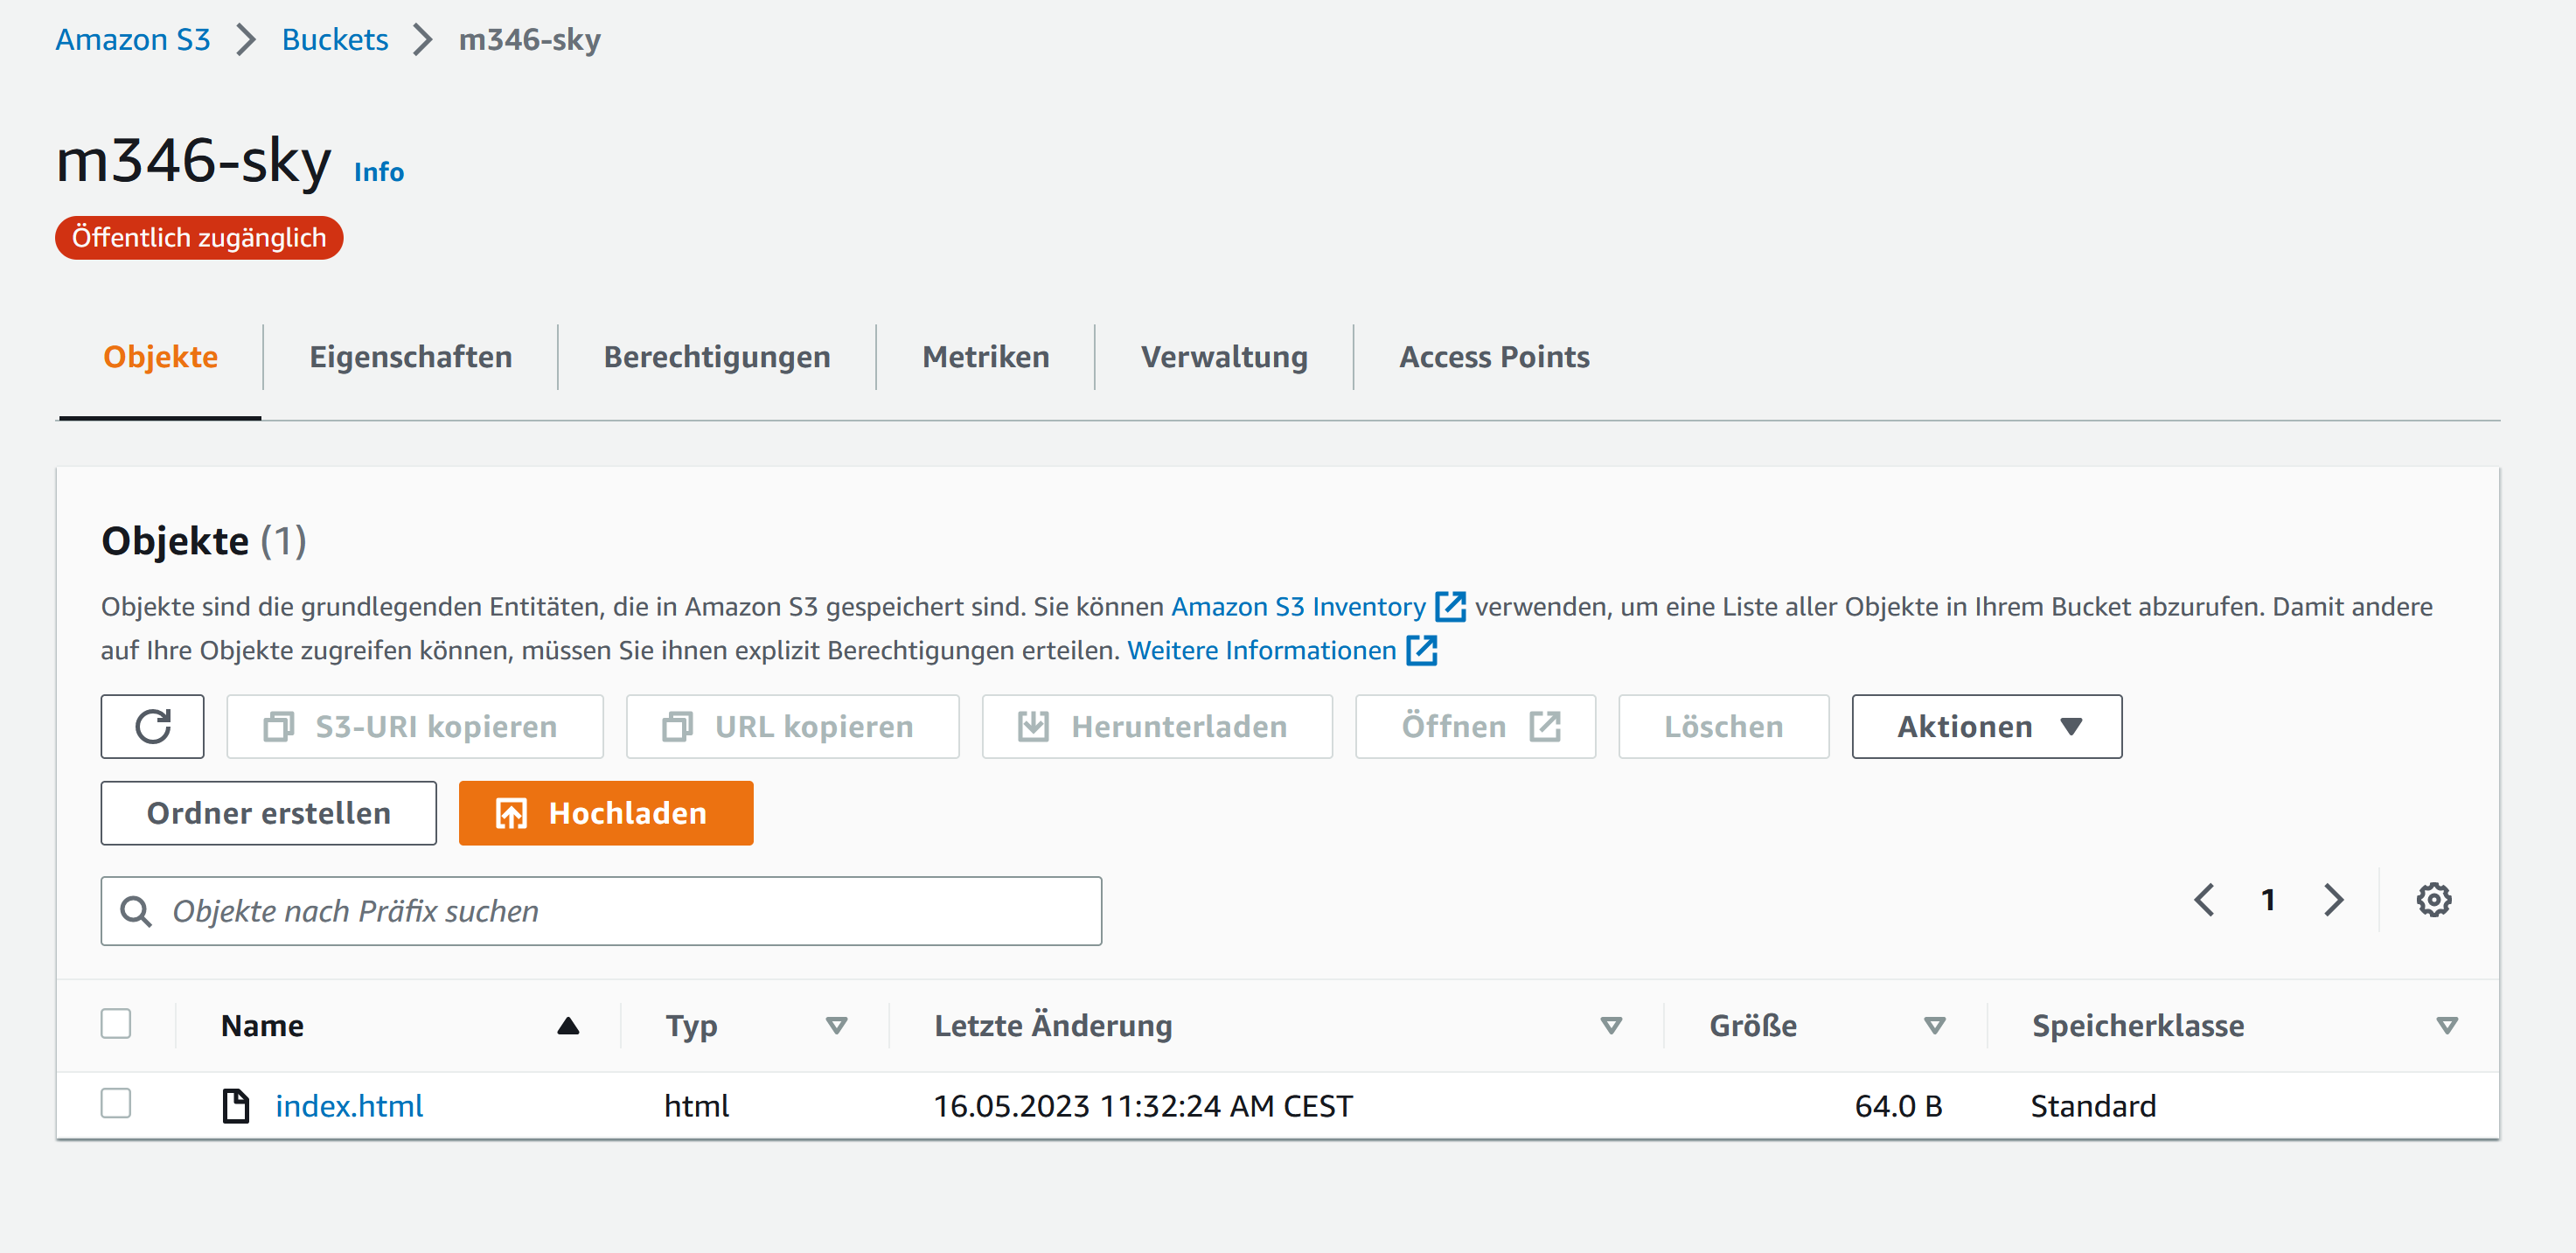 Amazon S3 > Buckets > m346-sky
m346-sky Info
Öffentlich zugänglich
Objekte Eigenschaften Berechtigungen Metriken Verwaltung Access Points
Objekte (1)
Objekte sind die grundlegenden Entitäten, die in Amazon S3 gespeichert sind. Sie können Amazon S3 Inventory verwenden, um eine Liste aller Objekte in Ihrem Bucket abzurufen. Damit andere
auf Ihre Objekte zugreifen können, müssen Sie ihnen explizit Berechtigungen erteilen. Weitere Informationen
S3-URI kopieren URL kopieren Herunterladen Öffnen Löschen Aktionen
Ordner erstellen Hochladen
Objekte nach Präfix suchen 1
Name Typ Letzte Änderung Größe Speicherklasse
index.html html 16.05.2023 11:32:24 AM CEST 64.0 B Standard